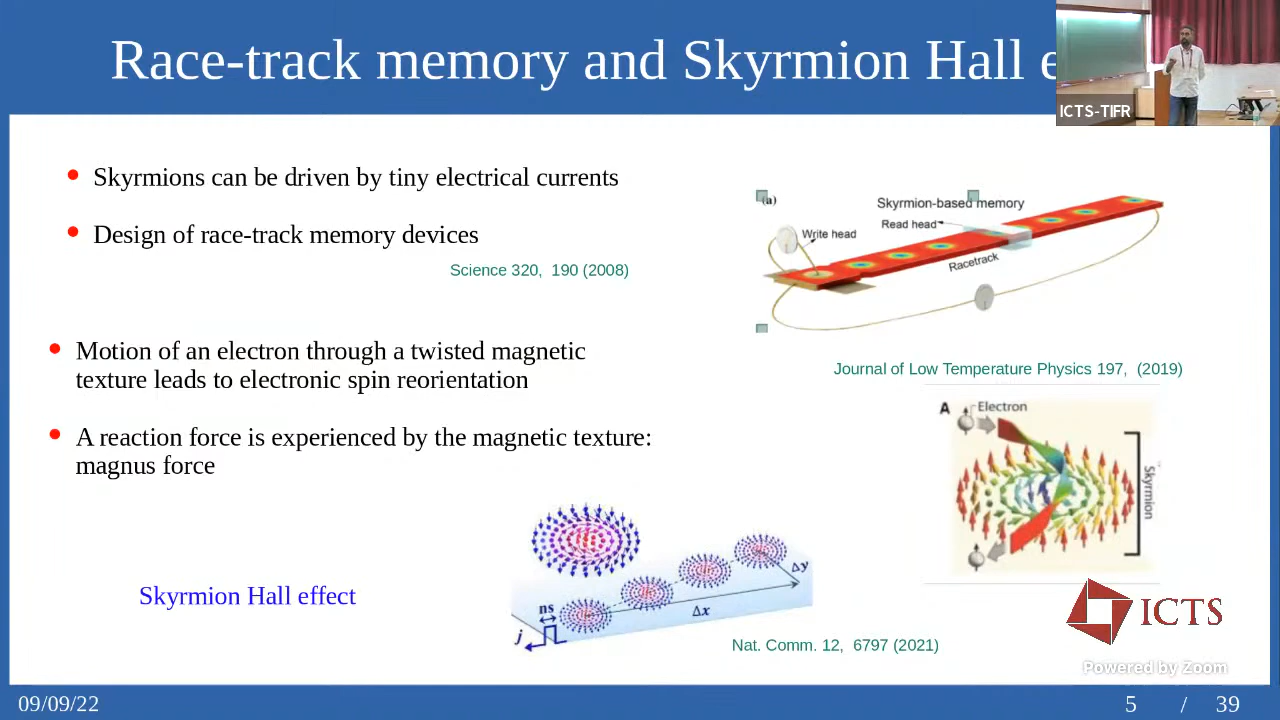 Race-track memory and Skyrmion Hall
ICTS-TIFR
Skyrmions can be driven by tiny electrical currents
Design of race-track memory devices
Science 320, 190 (2008)
(a)
Skyrmion-based memory
Read head
Write head
Racetrack
Journal of Low Temperature Physics 197, (2019)
Motion of an electron through a twisted magnetic
texture leads to electronic spin reorientation
A reaction force is experienced by the magnetic texture:
magnus force
A
Electron
Skyrmion
Skyrmion Hall effect
ns
j
Δx
Δy
Nat. Comm. 12, 6797 (2021)
ICTS
Powered by Zoom
09/09/22
5 / 39